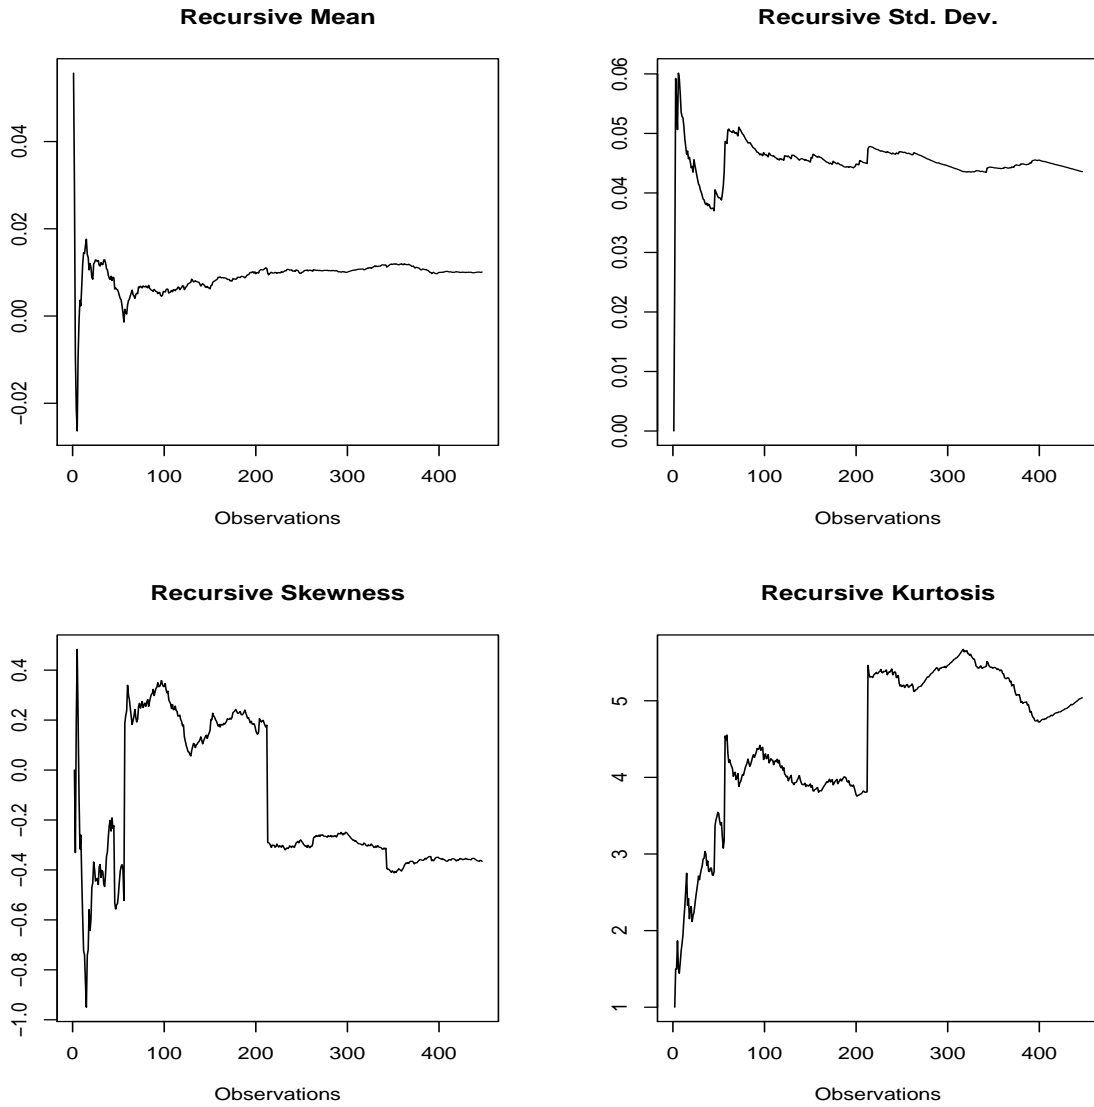 Recursive Mean
0.04
0.02
0.00
−0.02
0 100 200 300 400
Observations
Recursive Std. Dev.
0.06
0.05
0.04
0.03
0.02
0.01
0.00
0 100 200 300 400
Observations
Recursive Skewness
0.4
0.2
0.0
−0.2
−0.4
−0.6
−0.8
−1.0
0 100 200 300 400
Observations
Recursive Kurtosis
5
4
3
2
1
0 100 200 300 400
Observations